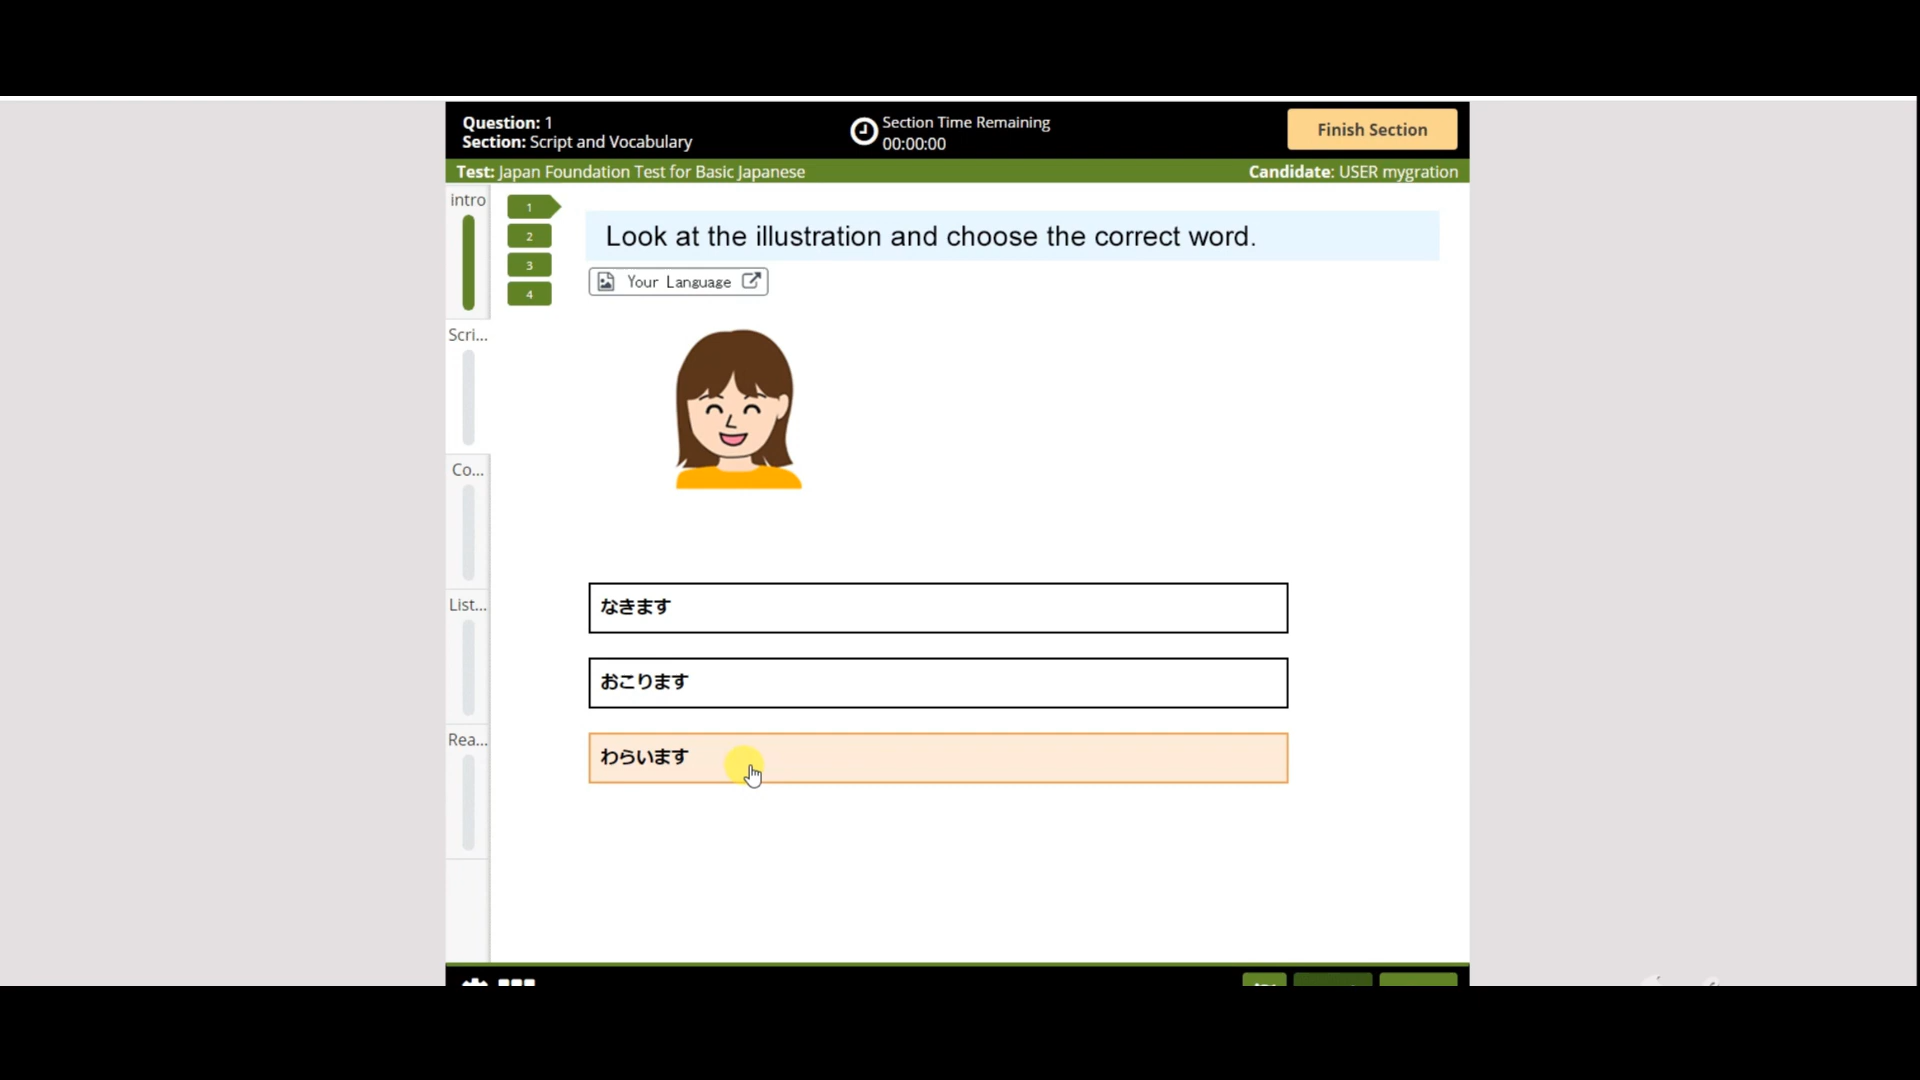 Question: 1
Section: Script and Vocabulary
Section Time Remaining
00:00:00
Finish Section
Test: Japan Foundation Test for Basic Japanese
Candidate: USER mygration
intro
Scri...
Co...
List...
Rea...
1
2
3
4
Look at the illustration and choose the correct word.
Your Language
なきます
おこります
わらいます